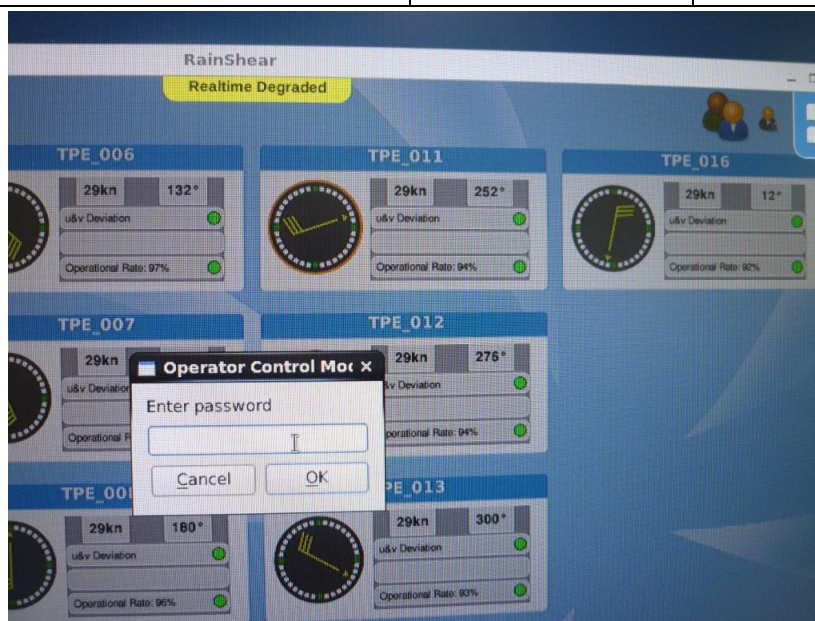 RainShear
Realtime Degraded
TPE_006
29kn 132°
u&v Deviation
Operational Rate: 97%
TPE_011
29kn 252°
u&v Deviation
Operational Rate: 94%
TPE_016
29kn 12°
u&v Deviation
Operational Rate: 92%
TPE_007
29kn
u&v Deviation
Operational R
TPE_012
29kn 276°
&v Deviation
perational Rate: 94%
Operator Control Mo
Enter password
Cancel OK
TPE_00
29kn 180°
u&v Deviation
Operational Rate: 96%
PE_013
29kn 300°
u&v Deviation
Operational Rate: 93%